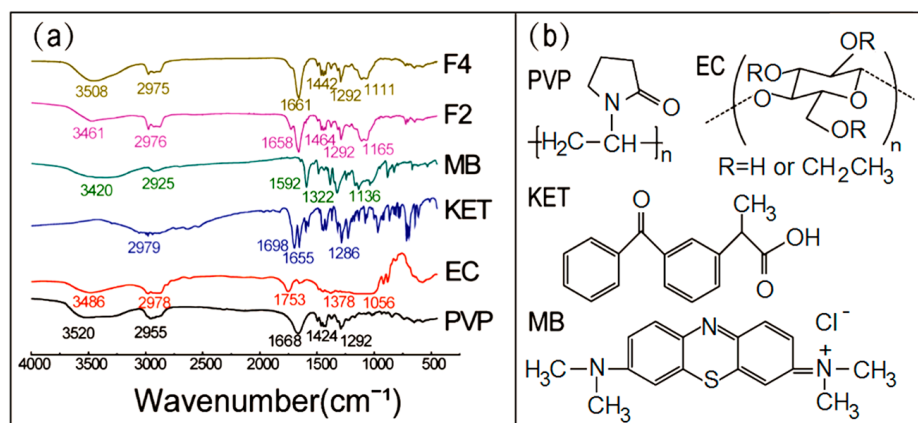 (a)
F4
3508 2975 1661 1442 1292 1111
F2
3461 2976 1658 1464 1292 1165
MB
3420 2925 1592 1322 1136
KET
2979 1698 1655 1286
EC
3486 2978 1753 1378 1056
PVP
3520 2955 1668 1424 1292
4000 3500 3000 2500 2000 1500 1000 500
Wavenumber(cm⁻¹)
(b)
PVP
N O
[H₂C CH]n
EC
OR
RO
O O
O
OR
n
R=H or CH₂CH₃
KET
O CH₃
OH
O
MB
N Cl⁻
H₃C N S N⁺ CH₃
CH₃ CH₃